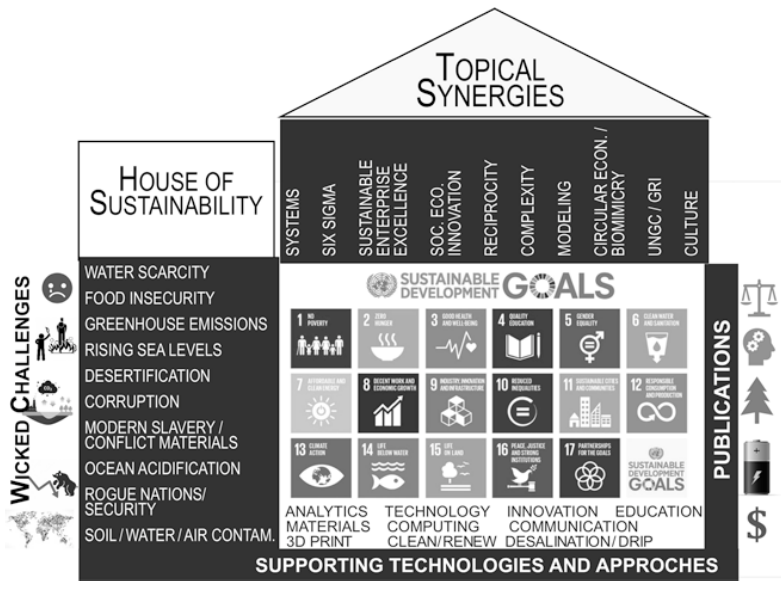 TOPICAL
SYNERGIES
HOUSE OF
SUSTAINABILITY
SYSTEMS
SIX SIGMA
SUSTAINABLE
ENTERPRISE
EXCELLENCE
SOC. ECO.
INNOVATION
RECIPROCITY
COMPLEXITY
MODELING
CIRCULAR ECON. /
BIOMIMICRY
UNGC / GRI
CULTURE
WICKED CHALLENGES
WATER SCARCITY
FOOD INSECURITY
GREENHOUSE EMISSIONS
RISING SEA LEVELS
DESERTIFICATION
CORRUPTION
MODERN SLAVERY /
CONFLICT MATERIALS
OCEAN ACIDIFICATION
ROGUE NATIONS/
SECURITY
SOIL / WATER / AIR CONTAM.
CO2
SUSTAINABLE
DEVELOPMENT
GOALS
1 NO
POVERTY
2 ZERO
HUNGER
3 GOOD HEALTH
AND WELL-BEING
4 QUALITY
EDUCATION
5 GENDER
EQUALITY
6 CLEAN WATER
AND SANITATION
7 AFFORDABLE AND
CLEAN ENERGY
8 DECENT WORK AND
ECONOMIC GROWTH
9 INDUSTRY, INNOVATION
AND INFRASTRUCTURE
10 REDUCED
INEQUALITIES
11 SUSTAINABLE CITIES
AND COMMUNITIES
12 RESPONSIBLE
CONSUMPTION
AND PRODUCTION
13 CLIMATE
ACTION
14 LIFE
BELOW WATER
15 LIFE
ON LAND
16 PEACE, JUSTICE
AND STRONG
INSTITUTIONS
17 PARTNERSHIPS
FOR THE GOALS
SUSTAINABLE
DEVELOPMENT
GOALS
ANALYTICS TECHNOLOGY INNOVATION EDUCATION
MATERIALS COMPUTING COMMUNICATION
3D PRINT CLEAN/RENEW DESALINATION/ DRIP
PUBLICATIONS
$
SUPPORTING TECHNOLOGIES AND APPROCHES